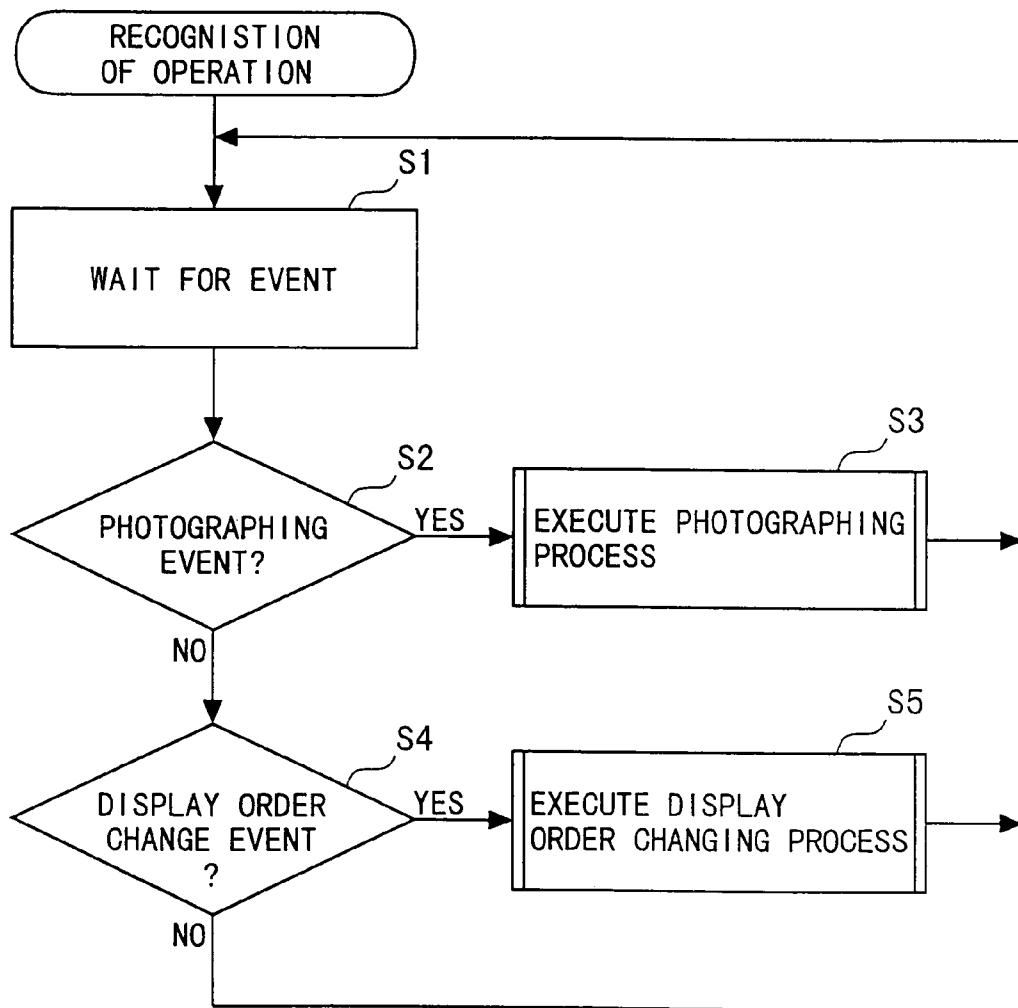 RECOGNISTION
OF OPERATION
S1
WAIT FOR EVENT
S2
PHOTOGRAPHING
EVENT?
YES
S3
EXECUTE PHOTOGRAPHING
PROCESS
NO
S4
DISPLAY ORDER
CHANGE EVENT
?
YES
S5
EXECUTE DISPLAY
ORDER CHANGING PROCESS
NO